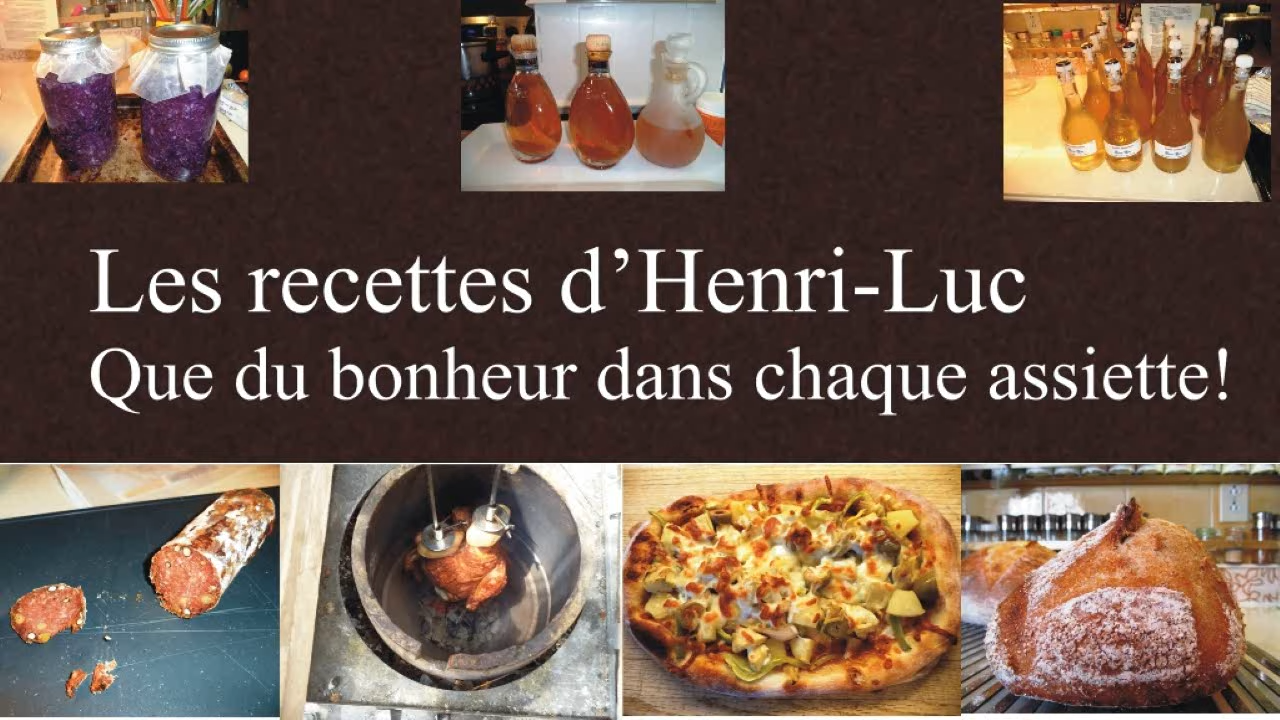 Les recettes d’Henri-Luc
Que du bonheur dans chaque assiette!